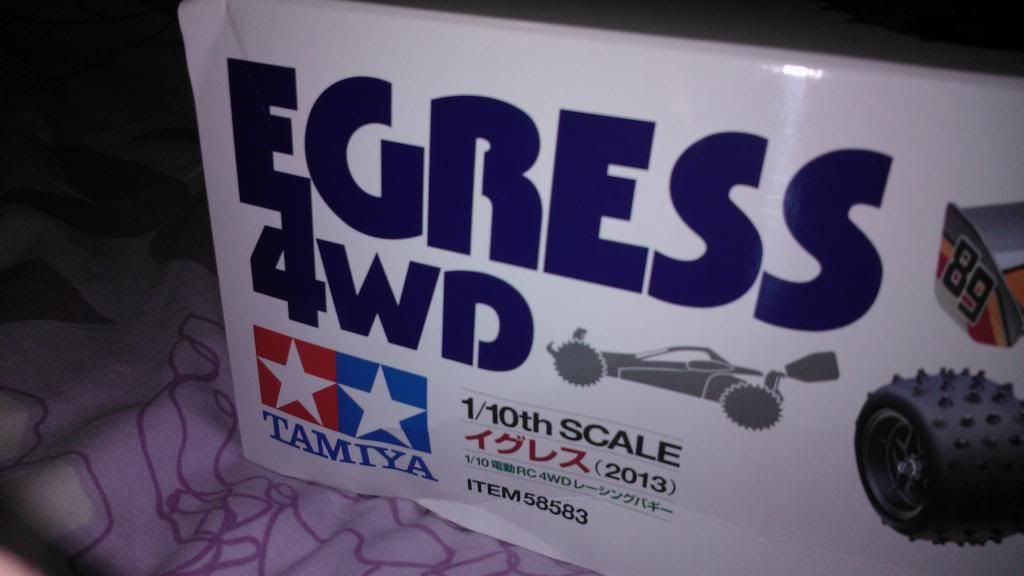 EGRESS
4WD
TAMIYA
1/10th SCALE
イグレス (2013)
1/10 電動RC 4WDレーシングバギー
ITEM 58583
89